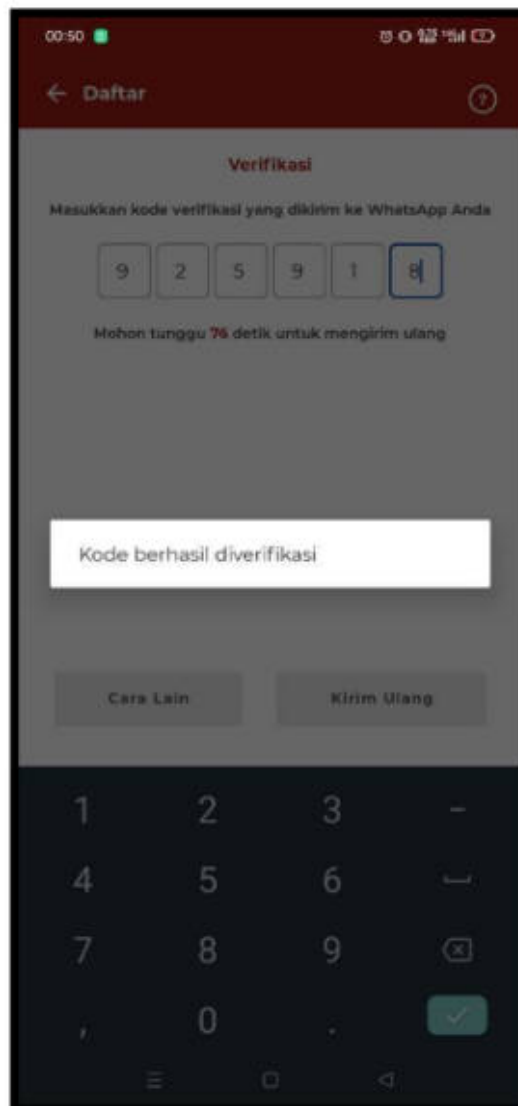 00:50
Daftar
Verifikasi
Masukkan kode verifikasi yang dikirim ke WhatsApp Anda
9 2 5 9 1 8
Mohon tunggu 76 detik untuk mengirim ulang
Kode berhasil diverifikasi
Cara Lain Kirim Ulang
1 2 3 -
4 5 6
7 8 9
, 0 .